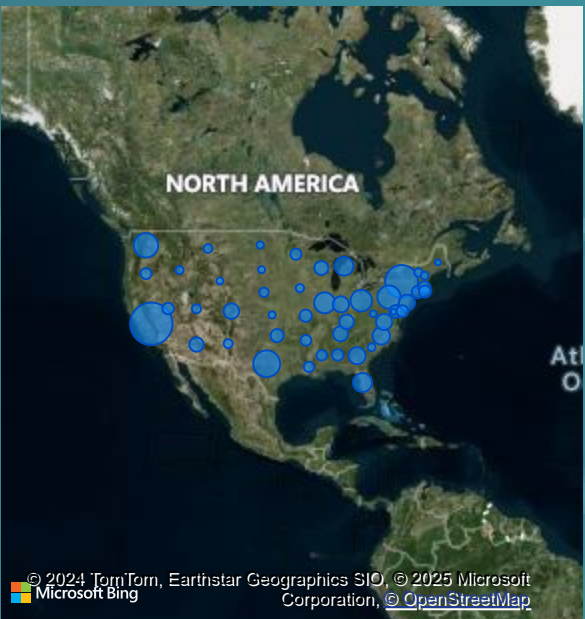 NORTH AMERICA
Atl
O
© 2024 TomTom, Earthstar Geographics SIO, © 2025 Microsoft
Microsoft Bing
Corporation, © OpenStreetMap